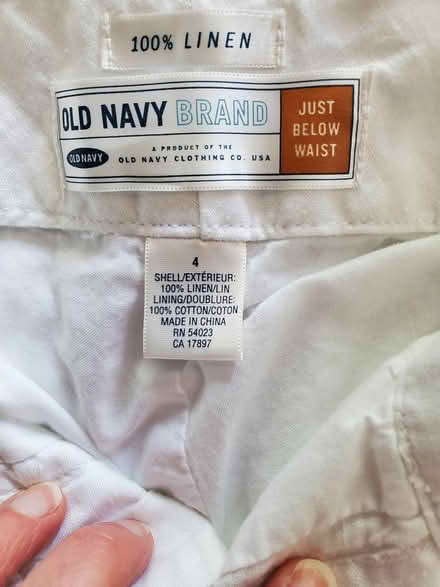 100% LINEN
OLD NAVY BRAND
A PRODUCT OF THE
OLD NAVY
OLD NAVY CLOTHING CO. USA
JUST
BELOW
WAIST
4
SHELL/EXTÉRIEUR:
100% LINEN/LIN
LINING/DOUBLURE:
100% COTTON/COTON
MADE IN CHINA
RN 54023
CA 17897